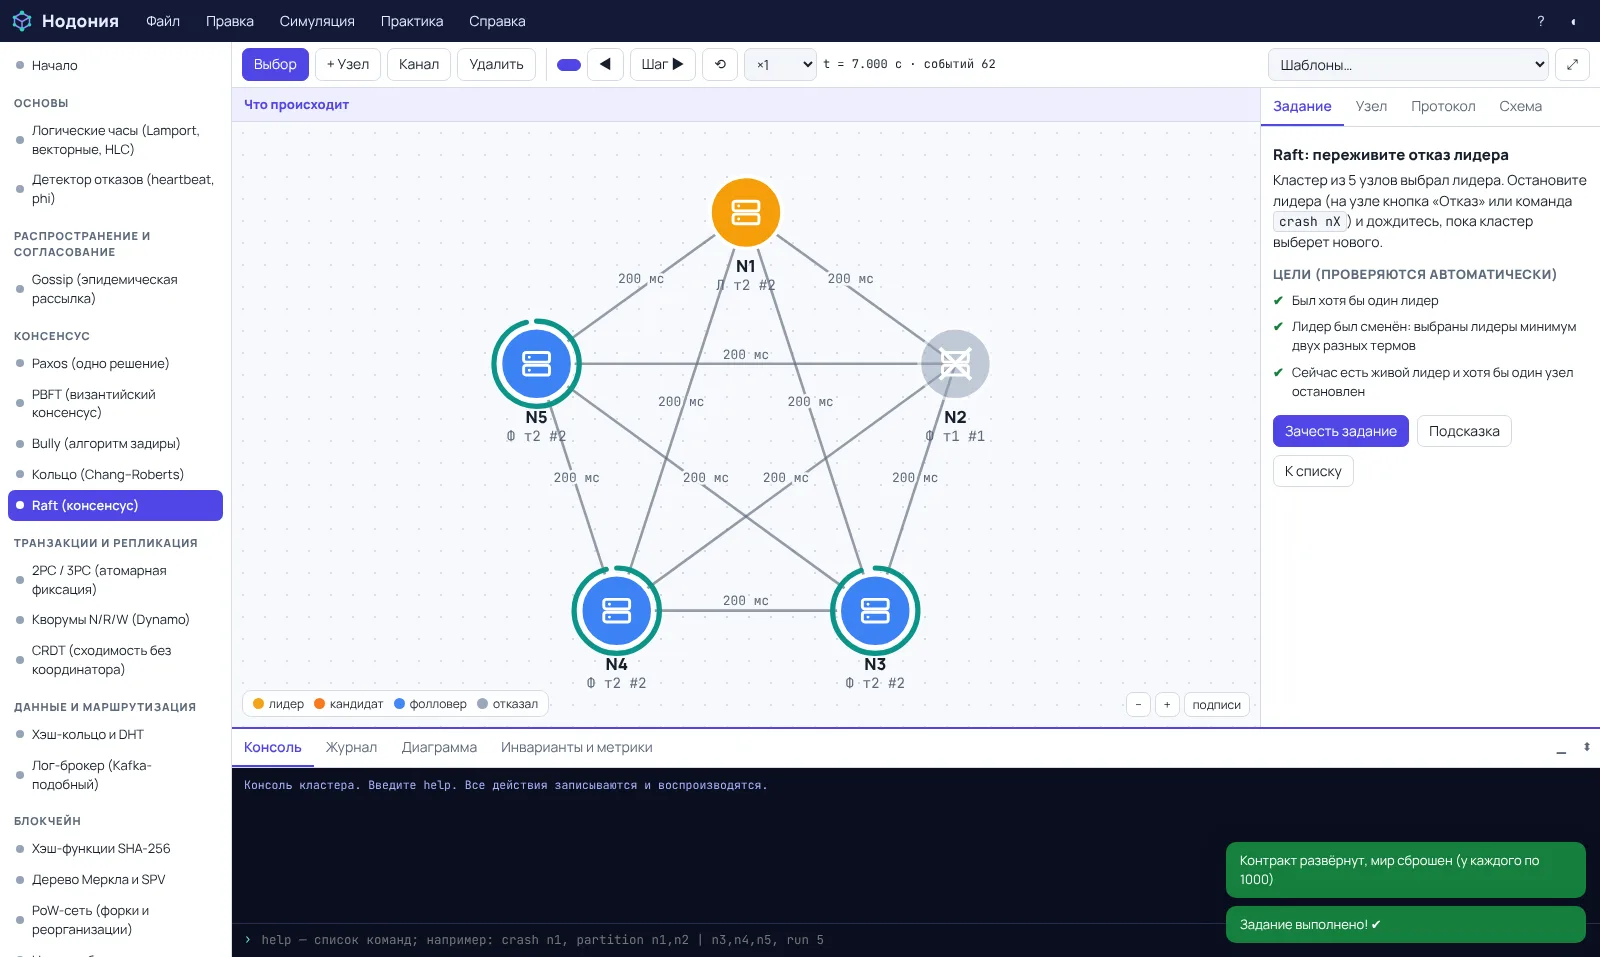 Нодония
Файл
Правка
Симуляция
Практика
Справка
?
Начало
ОСНОВЫ
Логические часы (Lamport,
векторные, HLC)
Детектор отказов (heartbeat,
phi)
РАСПРОСТРАНЕНИЕ И
СОГЛАСОВАНИЕ
Gossip (эпидемическая
рассылка)
КОНСЕНСУС
Paxos (одно решение)
PBFT (византийский
консенсус)
Bully (алгоритм задиры)
Кольцо (Chang–Roberts)
Raft (консенсус)
ТРАНЗАКЦИИ И РЕПЛИКАЦИЯ
2PC / 3PC (атомарная
фиксация)
Кворумы N/R/W (Dynamo)
CRDT (сходимость без
координатора)
ДАННЫЕ И МАРШРУТИЗАЦИЯ
Хэш-кольцо и DHT
Лог-брокер (Kafka-
подобный)
БЛОКЧЕЙН
Хэш-функции SHA-256
Дерево Меркла и SPV
PoW-сеть (форки и
реорганизации)
Выбор
+ Узел
Канал
Удалить
◀
Шаг ▶
⟲
×1
t = 7.000 с · событий 62
Шаблоны…
⤢
Что происходит
N1
Л т2 #2
200 мс
200 мс
200 мс
N5
Ф т2 #2
N2
Ф т1 #1
200 мс
200 мс
200 мс
200 мс
200 мс
200 мс
200 мс
N4
Ф т2 #2
N3
Ф т2 #2
лидер
кандидат
фолловер
отказал
−
+
подписи
Задание
Узел
Протокол
Схема
Raft: переживите отказ лидера
Кластер из 5 узлов выбрал лидера. Остановите
лидера (на узле кнопка «Отказ» или команда
crash nX ) и дождитесь, пока кластер
выберет нового.
ЦЕЛИ (ПРОВЕРЯЮТСЯ АВТОМАТИЧЕСКИ)
✔ Был хотя бы один лидер
✔ Лидер был сменён: выбраны лидеры минимум
двух разных термов
✔ Сейчас есть живой лидер и хотя бы один узел
остановлен
Зачесть задание
Подсказка
К списку
Консоль
Журнал
Диаграмма
Инварианты и метрики
Консоль кластера. Введите help. Все действия записываются и воспроизводятся.
› help — список команд; например: crash n1, partition n1,n2 | n3,n4,n5, run 5
Контракт развёрнут, мир сброшен (у каждого по
1000)
Задание выполнено! ✔